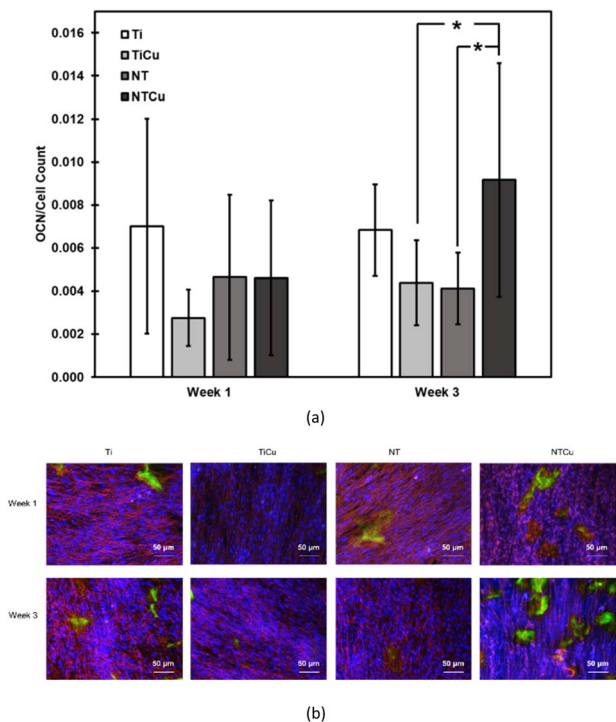 0.016
0.014
0.012
0.010
0.008
0.006
0.004
0.002
0.000
OCN/Cell Count
Ti
TiCu
NT
NTCu
*
*
Week 1 Week 3
(a)
Ti TiCu NT NTCu
Week 1
50 µm 50 µm 50 µm 50 µm
Week 3
50 µm 50 µm 50 µm 50 µm
(b)